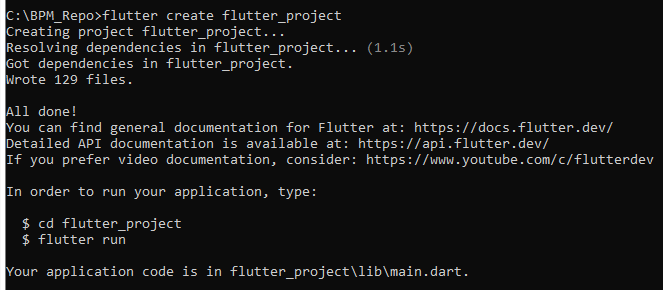 C:\BPM_Repo>flutter create flutter_project
Creating project flutter_project...
Resolving dependencies in flutter_project... (1.1s)
Got dependencies in flutter_project.
Wrote 129 files.
All done!
You can find general documentation for Flutter at: https://docs.flutter.dev/
Detailed API documentation is available at: https://api.flutter.dev/
If you prefer video documentation, consider: https://www.youtube.com/c/flutterdev
In order to run your application, type:
$ cd flutter_project
$ flutter run
Your application code is in flutter_project\lib\main.dart.